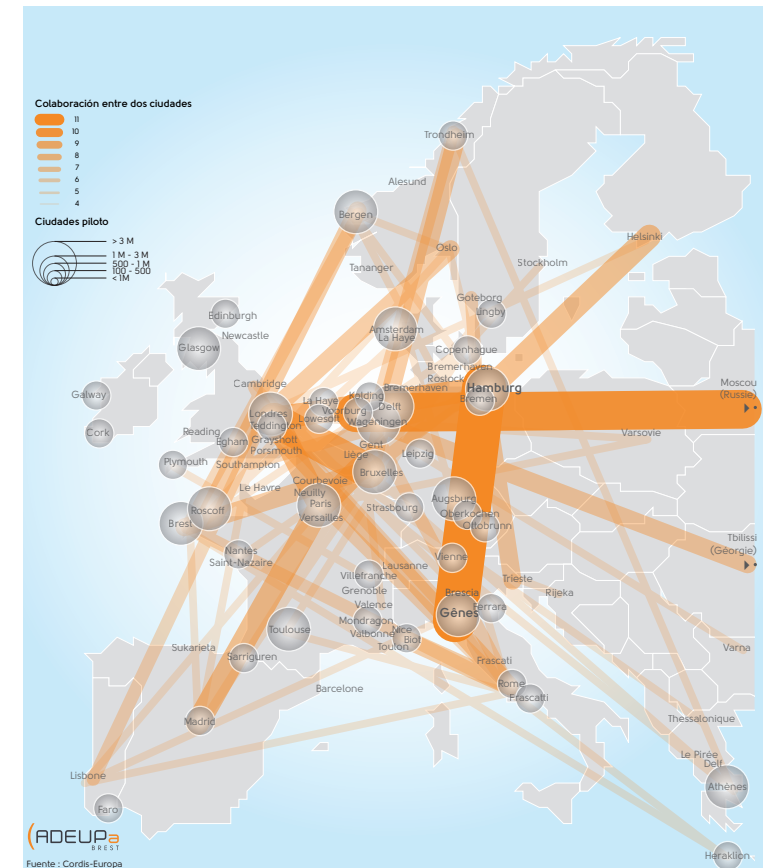 Colaboración entre dos ciudades
11
10
9
8
7
6
5
4
Ciudades piloto
> 3 M
1 M - 3 M
500 - 1 M
100 - 500
< 1M
Trondheim
Alesund
Bergen
Oslo
Helsinki
Tananger
Stockholm
Goteborg
Lingby
Edinburgh
Newcastle
Glasgow
Amsterdam
La Haye
Copenhague
Bremerhaven
Rostock
Hamburg
Bremen
Moscou
(Russie)
Cambridge
Galway
Cork
La Haye
Kolding
Bremerhaven
Londres
Voorburg
Delft
Teddington
Lowesoft
Wageningen
Reading
Egham
Grayshott
Porsmouth
Gent
Liège
Leipzig
Varsovie
Plymouth
Southampton
Bruxelles
Le Havre
Courbevoie
Neuilly
Paris
Versailles
Strasbourg
Augsburg
Oberkochen
Ottobrunn
Roscoff
Brest
Tbilissi
(Géorgie)
Nantes
Saint-Nazaire
Vienne
Lausanne
Villefranche
Grenoble
Valence
Trieste
Rijeka
Brescia
Gênes
Ferrara
Mondragon
Valbonne
Nice
Biot
Toulon
Toulouse
Sukarieta
Sarriguren
Frascati
Varna
Barcelone
Rome
Frascatti
Madrid
Thessalonique
Lisbone
Le Pirée
Delf
Athènes
Faro
Heraklion
ADEUPa
BREST
Fuente : Cordis-Europa